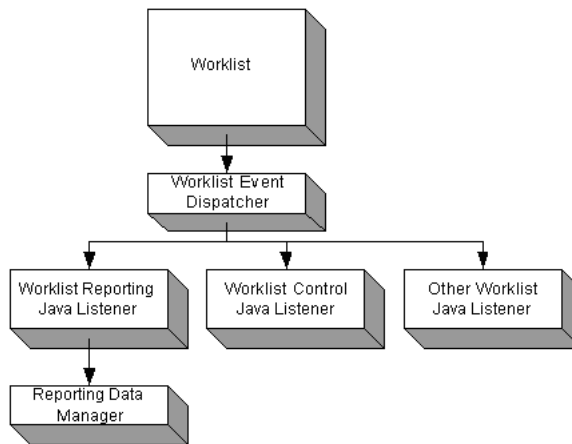 Worklist
Worklist Event
Dispatcher
Worklist Reporting
Java Listener
Worklist Control
Java Listener
Other Worklist
Java Listener
Reporting Data
Manager